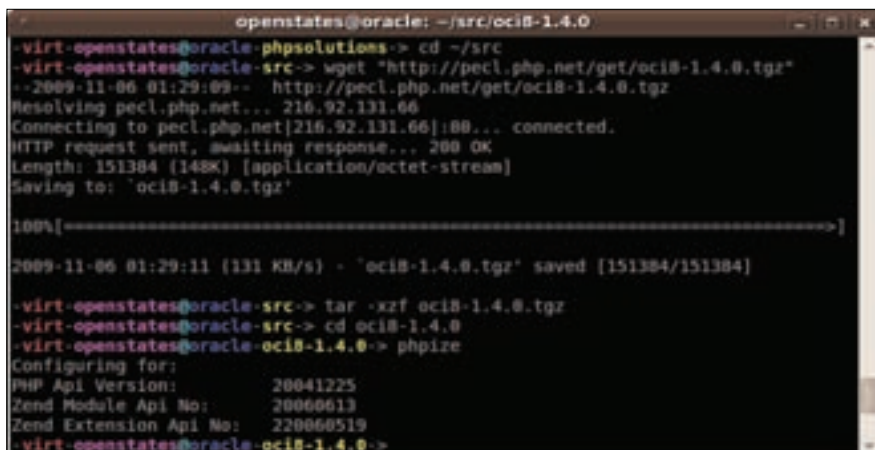 openstates@oracle: ~/src/oci8-1.4.0
-virt-openstates@oracle-phpsolutions-> cd ~/src
-virt-openstates@oracle-src-> wget "http://pecl.php.net/get/oci8-1.4.0.tgz"
--2009-11-06 01:29:09--  http://pecl.php.net/get/oci8-1.4.0.tgz
Resolving pecl.php.net... 216.92.131.66
Connecting to pecl.php.net|216.92.131.66|:80... connected.
HTTP request sent, awaiting response... 200 OK
Length: 151384 (148K) [application/octet-stream]
Saving to: `oci8-1.4.0.tgz'
100%[======================================================================>]
2009-11-06 01:29:11 (131 KB/s) - `oci8-1.4.0.tgz' saved [151384/151384]
-virt-openstates@oracle-src-> tar -xzf oci8-1.4.0.tgz
-virt-openstates@oracle-src-> cd oci8-1.4.0
-virt-openstates@oracle-oci8-1.4.0-> phpize
Configuring for:
PHP Api Version:         20041225
Zend Module Api No:      20060613
Zend Extension Api No:   220060519
-virt-openstates@oracle-oci8-1.4.0->